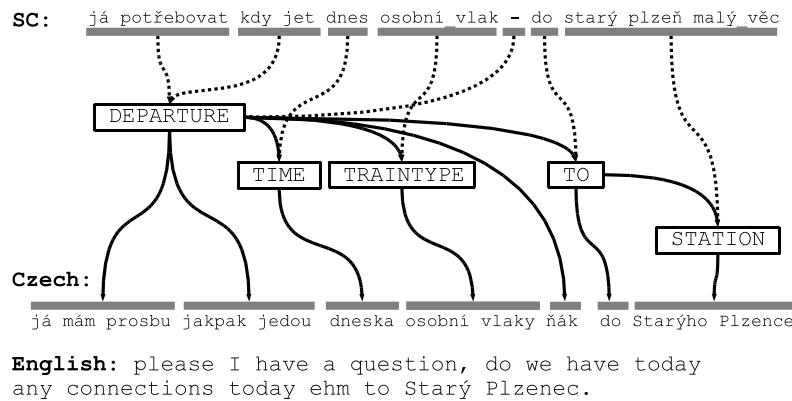 SC: já potřebovat kdy jet dnes osobní_vlak - do starý plzeň malý_věc
DEPARTURE
TIME TRAINTYPE TO
STATION
Czech:
já mám prosbu jakpak jedou dneska osobní vlaky ňák do Starýho Plzence
English: please I have a question, do we have today
any connections today ehm to Starý Plzenec.